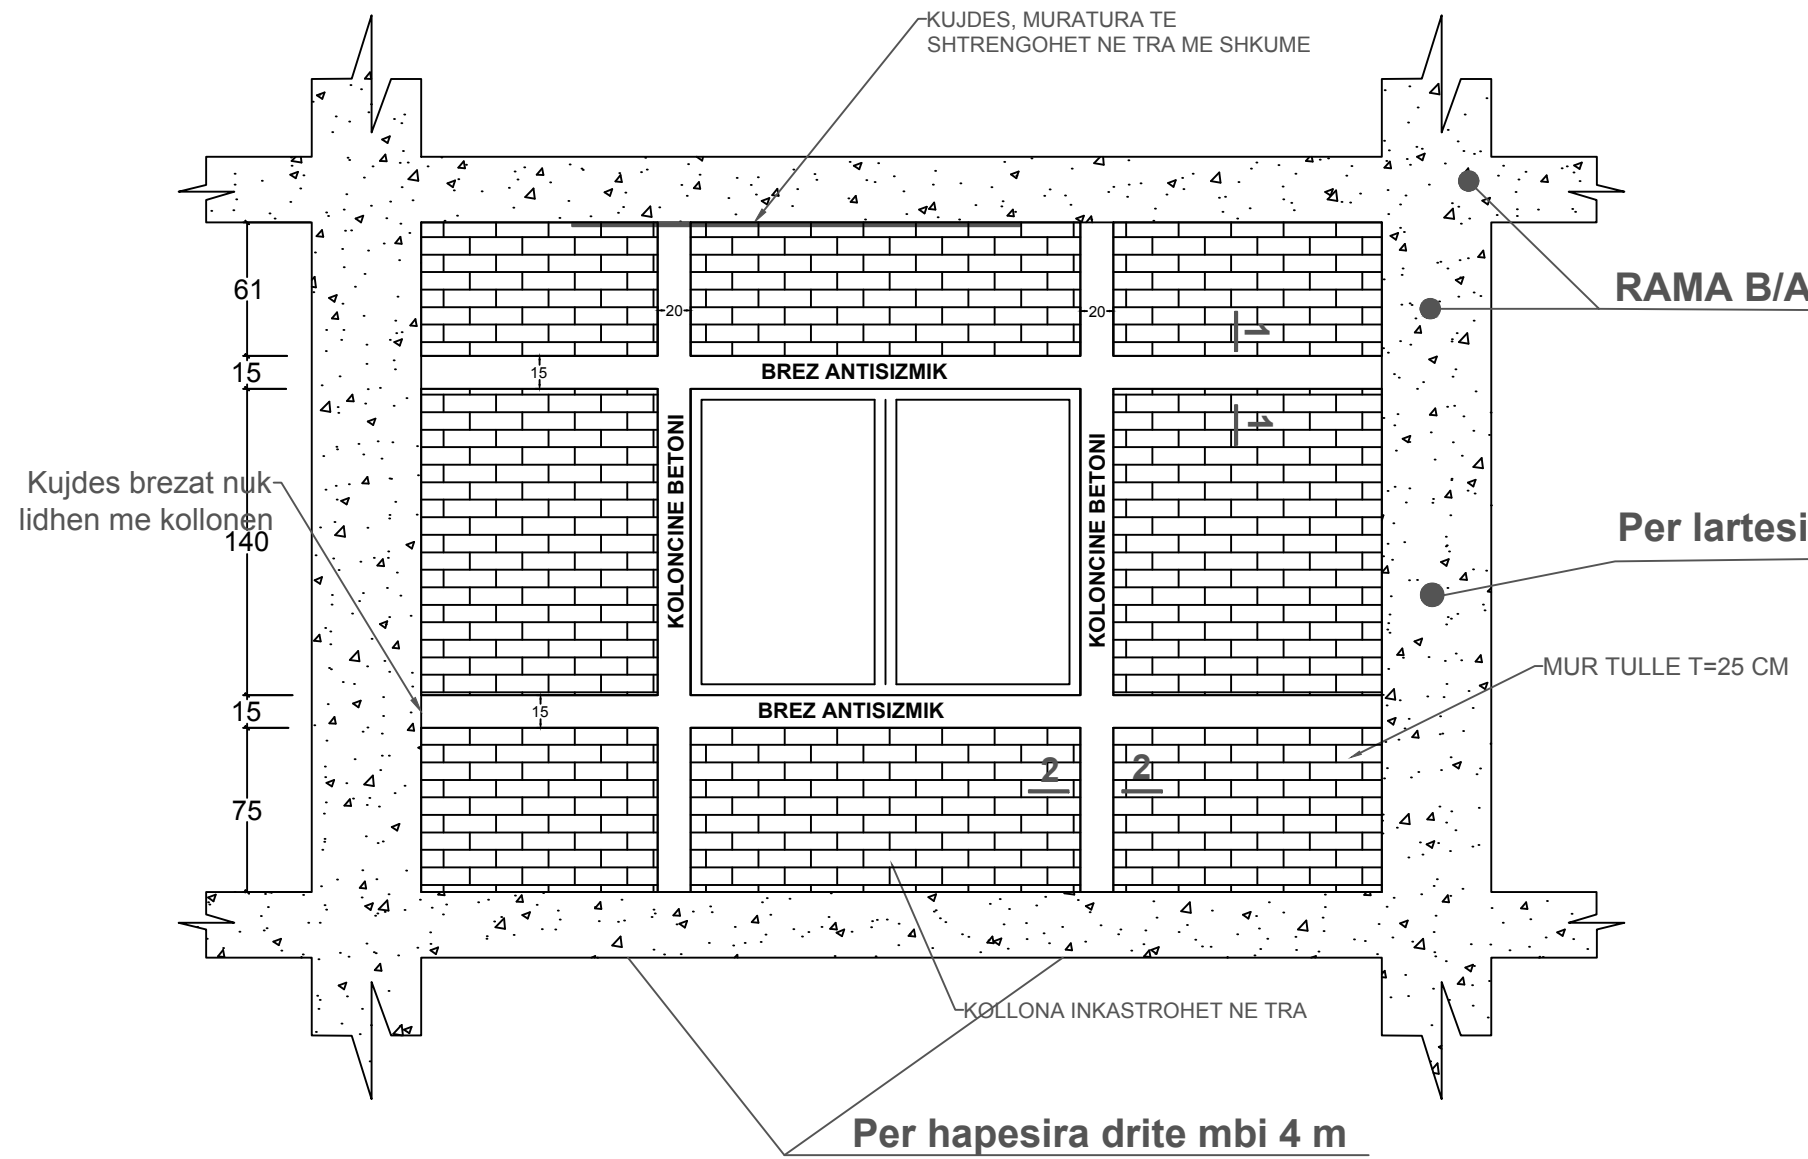 KUJDES, MURATURA TE
SHTRENGOHET NE TRA ME SHKUME
61
20
20
1
RAMA B/A
15
15
BREZ ANTISIZMIK
1
KOLONCINE BETONI
KOLONCINE BETONI
Kujdes brezat nuk
lidhen me kollonen
140
Per lartesi
MUR TULLE T=25 CM
15
15
BREZ ANTISIZMIK
2
2
75
KOLLONA INKASTROHET NE TRA
Per hapesira drite mbi 4 m